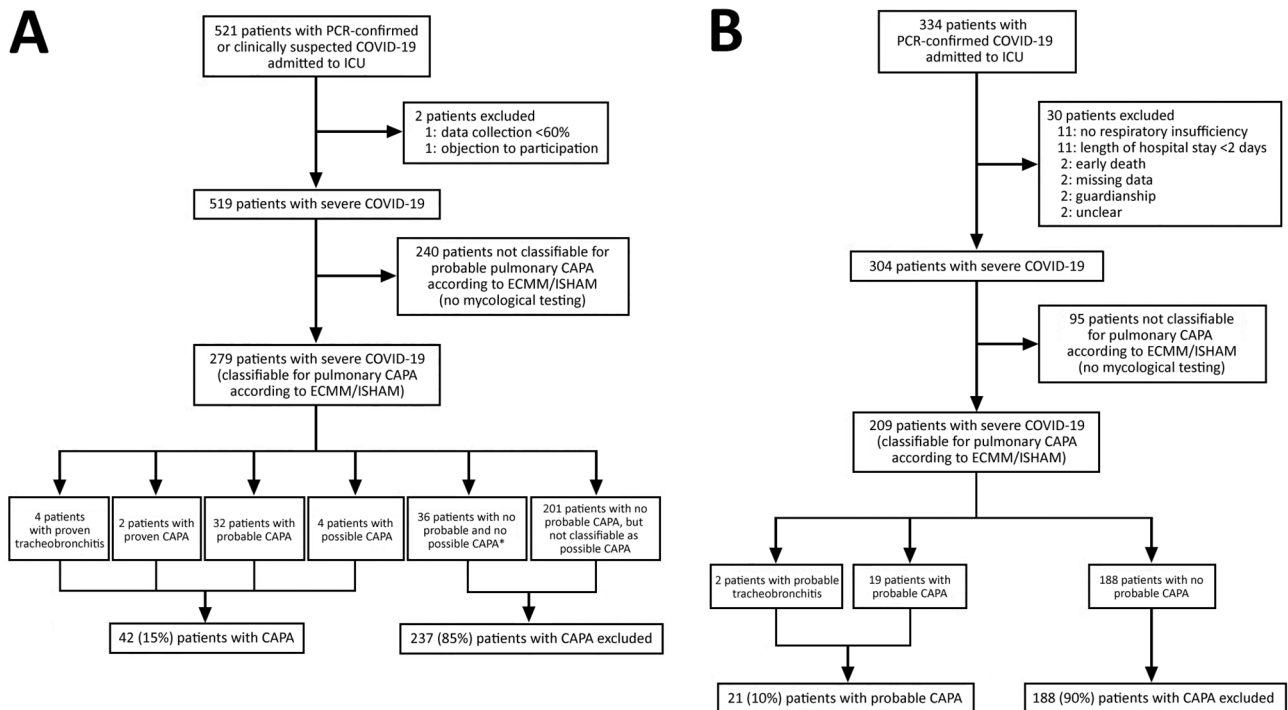 A
521 patients with PCR-confirmed
or clinically suspected COVID-19
admitted to ICU
2 patients excluded
1: data collection <60%
1: objection to participation
519 patients with severe COVID-19
240 patients not classifiable for
probable pulmonary CAPA
according to ECMM/ISHAM
(no mycological testing)
279 patients with severe COVID-19
(classifiable for pulmonary CAPA
according to ECMM/ISHAM)
4 patients
with proven
tracheobronchitis
2 patients with
proven CAPA
32 patients with
probable CAPA
4 patients with
possible CAPA
36 patients with no
probable and no
possible CAPA*
201 patients with no
probable CAPA, but
not classifiable as
possible CAPA
42 (15%) patients with CAPA
237 (85%) patients with CAPA excluded
B
334 patients with
PCR-confirmed COVID-19
admitted to ICU
30 patients excluded
11: no respiratory insufficiency
11: length of hospital stay <2 days
2: early death
2: missing data
2: guardianship
2: unclear
304 patients with severe COVID-19
95 patients not classifiable
for pulmonary CAPA
according to ECMM/ISHAM
(no mycological testing)
209 patients with severe COVID-19
(classifiable for pulmonary CAPA
according to ECMM/ISHAM)
2 patients with probable
tracheobronchitis
19 patients with
probable CAPA
188 patients with no
probable CAPA
21 (10%) patients with probable CAPA
188 (90%) patients with CAPA excluded